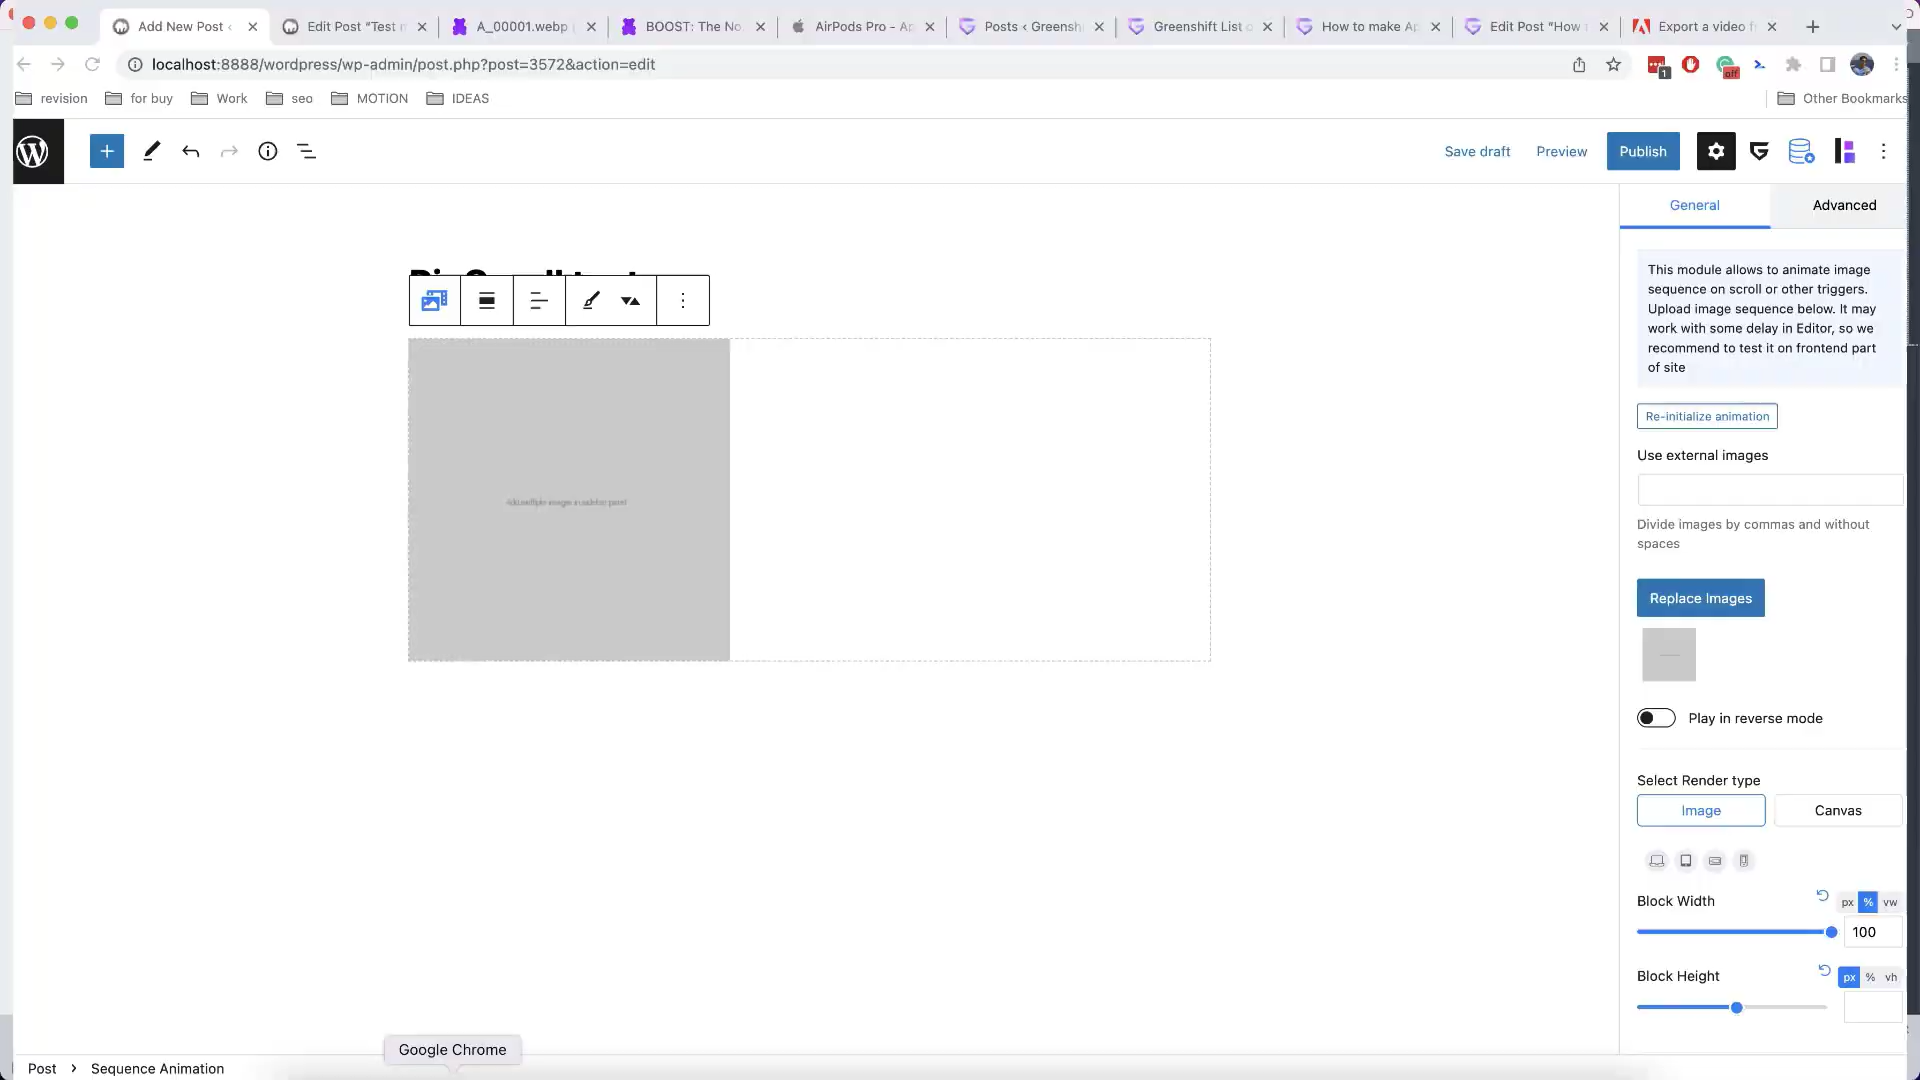 Add New Post ‹
Edit Post "Test
A_00001.webp
BOOST: The No
AirPods Pro - Ap
Posts ‹ Greensh
Greenshift List o
How to make Ap
Edit Post "How
Export a video f
localhost:8888/wordpress/wp-admin/post.php?post=3572&action=edit
1
off
revision
for buy
Work
seo
MOTION
IDEAS
Other Bookmarks
Save draft
Preview
Publish
General
Advanced
This module allows to animate image
sequence on scroll or other triggers.
Upload image sequence below. It may
work with some delay in Editor, so we
recommend to test it on frontend part
of site
Re-initialize animation
Use external images
Divide images by commas and without
spaces
Replace Images
Play in reverse mode
Select Render type
Image
Canvas
Block Width
px
%
vw
100
Block Height
px
%
vh
Google Chrome
Post
Sequence Animation